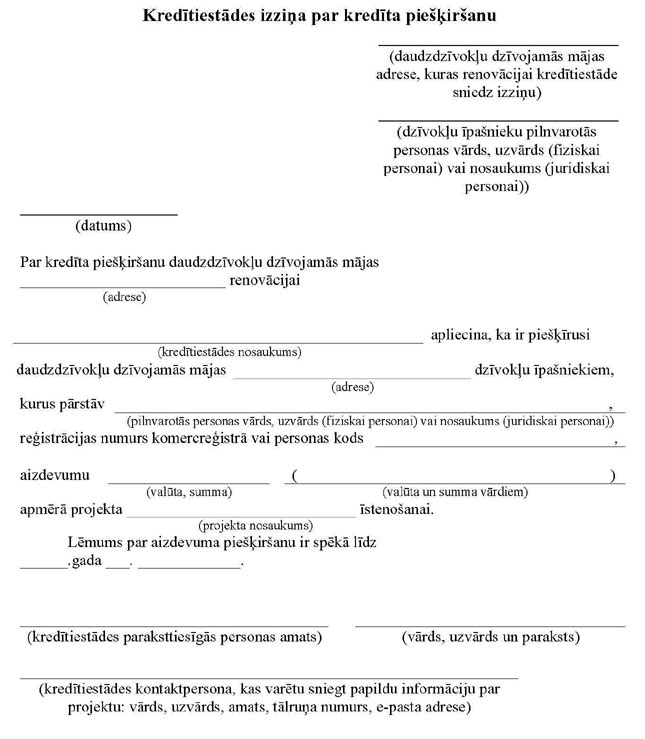 Kredītiestādes izziņa par kredīta piešķiršanu
(daudzdzīvokļu dzīvojamās mājas
adrese, kuras renovācijai kredītiestāde
sniedz izziņu)
(dzīvokļu īpašnieku pilnvarotās
personas vārds, uzvārds (fiziskai
personai) vai nosaukums (juridiskai
personai))
(datums)
Par kredīta piešķiršanu daudzdzīvokļu dzīvojamās mājas
renovācijai
(adrese)
apliecina, ka ir piešķīrusi
(kredītiestādes nosaukums)
daudzdzīvokļu dzīvojamās mājas dzīvokļu īpašniekiem,
(adrese)
kurus pārstāv ,
(pilnvarotās personas vārds, uzvārds (fiziskai personai) vai nosaukums (juridiskai personai))
reģistrācijas numurs komercreģistrā vai personas kods ,
aizdevumu ( )
(valūta, summa) (valūta un summa vārdiem)
apmērā projekta īstenošanai.
(projekta nosaukums)
Lēmums par aizdevuma piešķiršanu ir spēkā līdz
.gada . .
(kredītiestādes paraksttiesīgās personas amats) (vārds, uzvārds un paraksts)
(kredītiestādes kontaktpersona, kas varētu sniegt papildu informāciju par
projektu: vārds, uzvārds, amats, tālruņa numurs, e-pasta adrese)